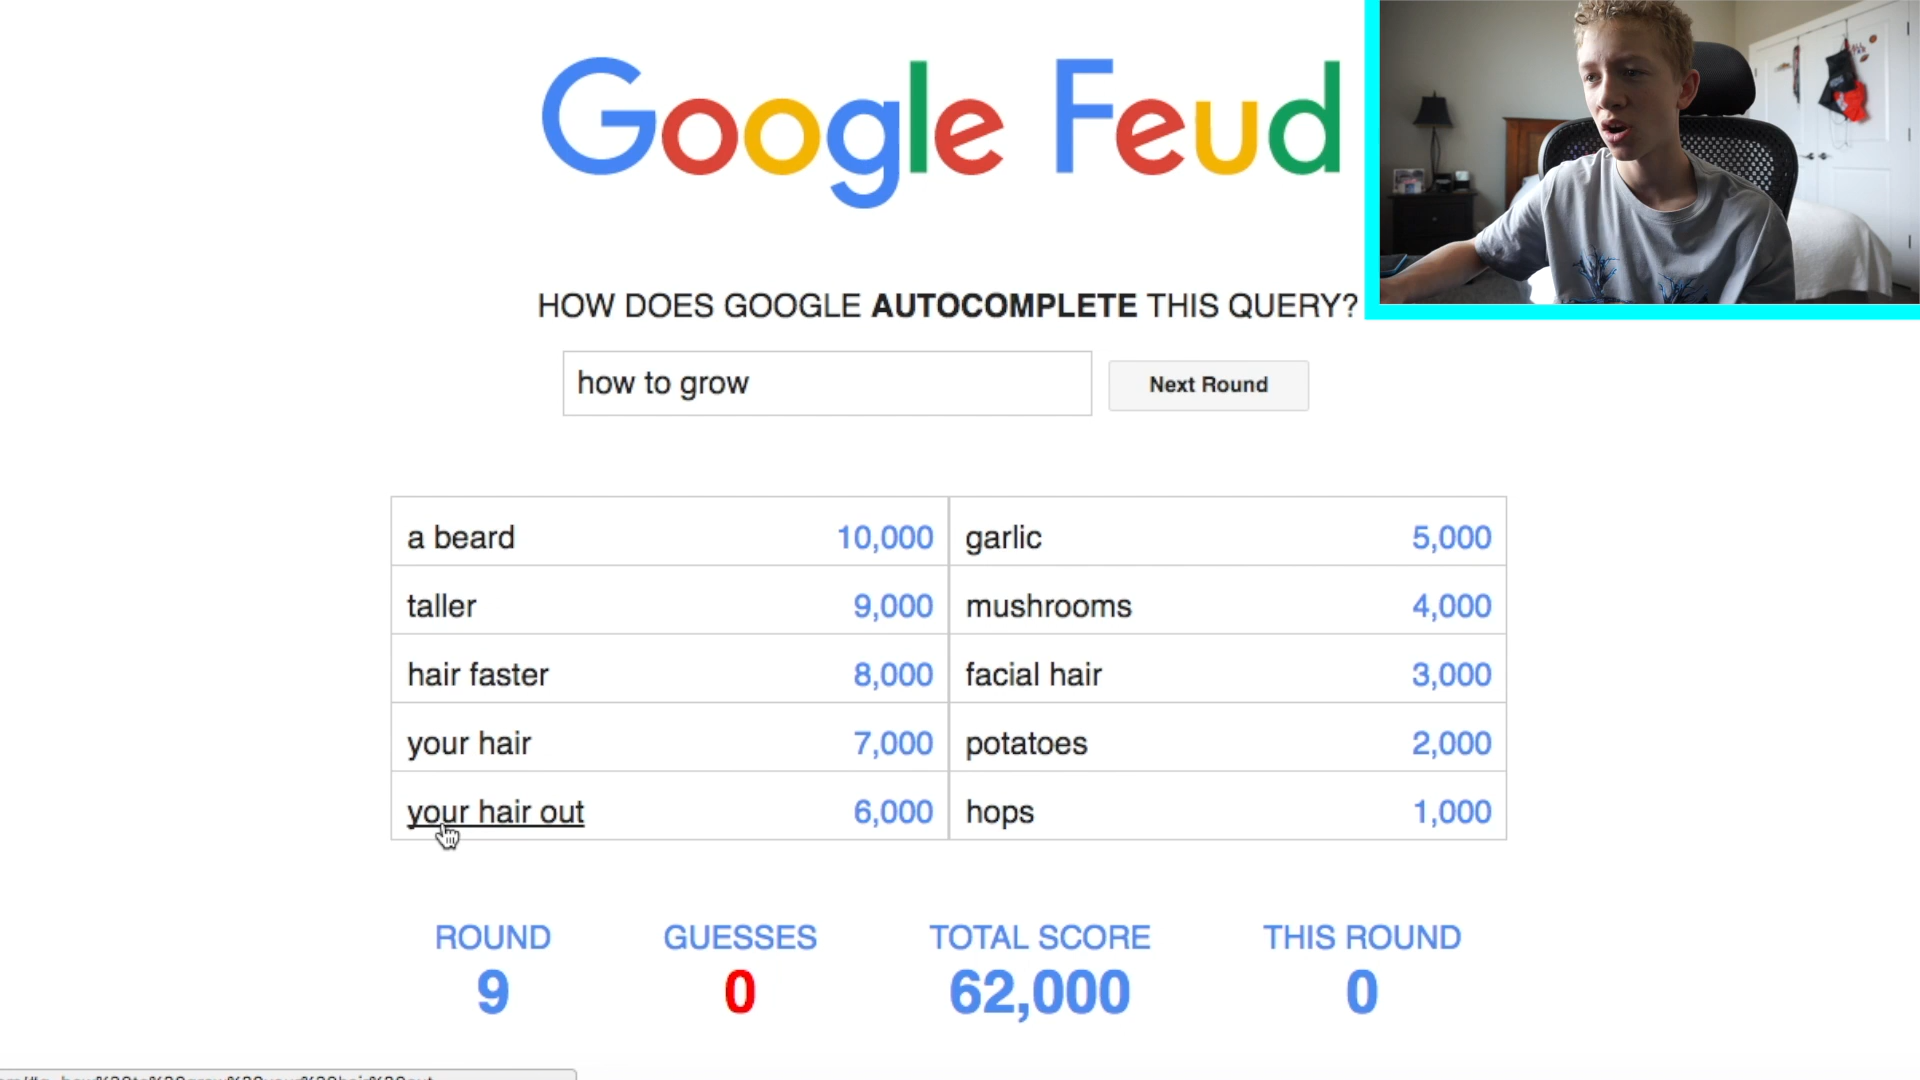 Google Feud
HOW DOES GOOGLE AUTOCOMPLETE THIS QUERY?
how to grow
Next Round
a beard 10,000 garlic 5,000
taller 9,000 mushrooms 4,000
hair faster 8,000 facial hair 3,000
your hair 7,000 potatoes 2,000
your hair out 6,000 hops 1,000
ROUND GUESSES TOTAL SCORE THIS ROUND
9 0 62,000 0